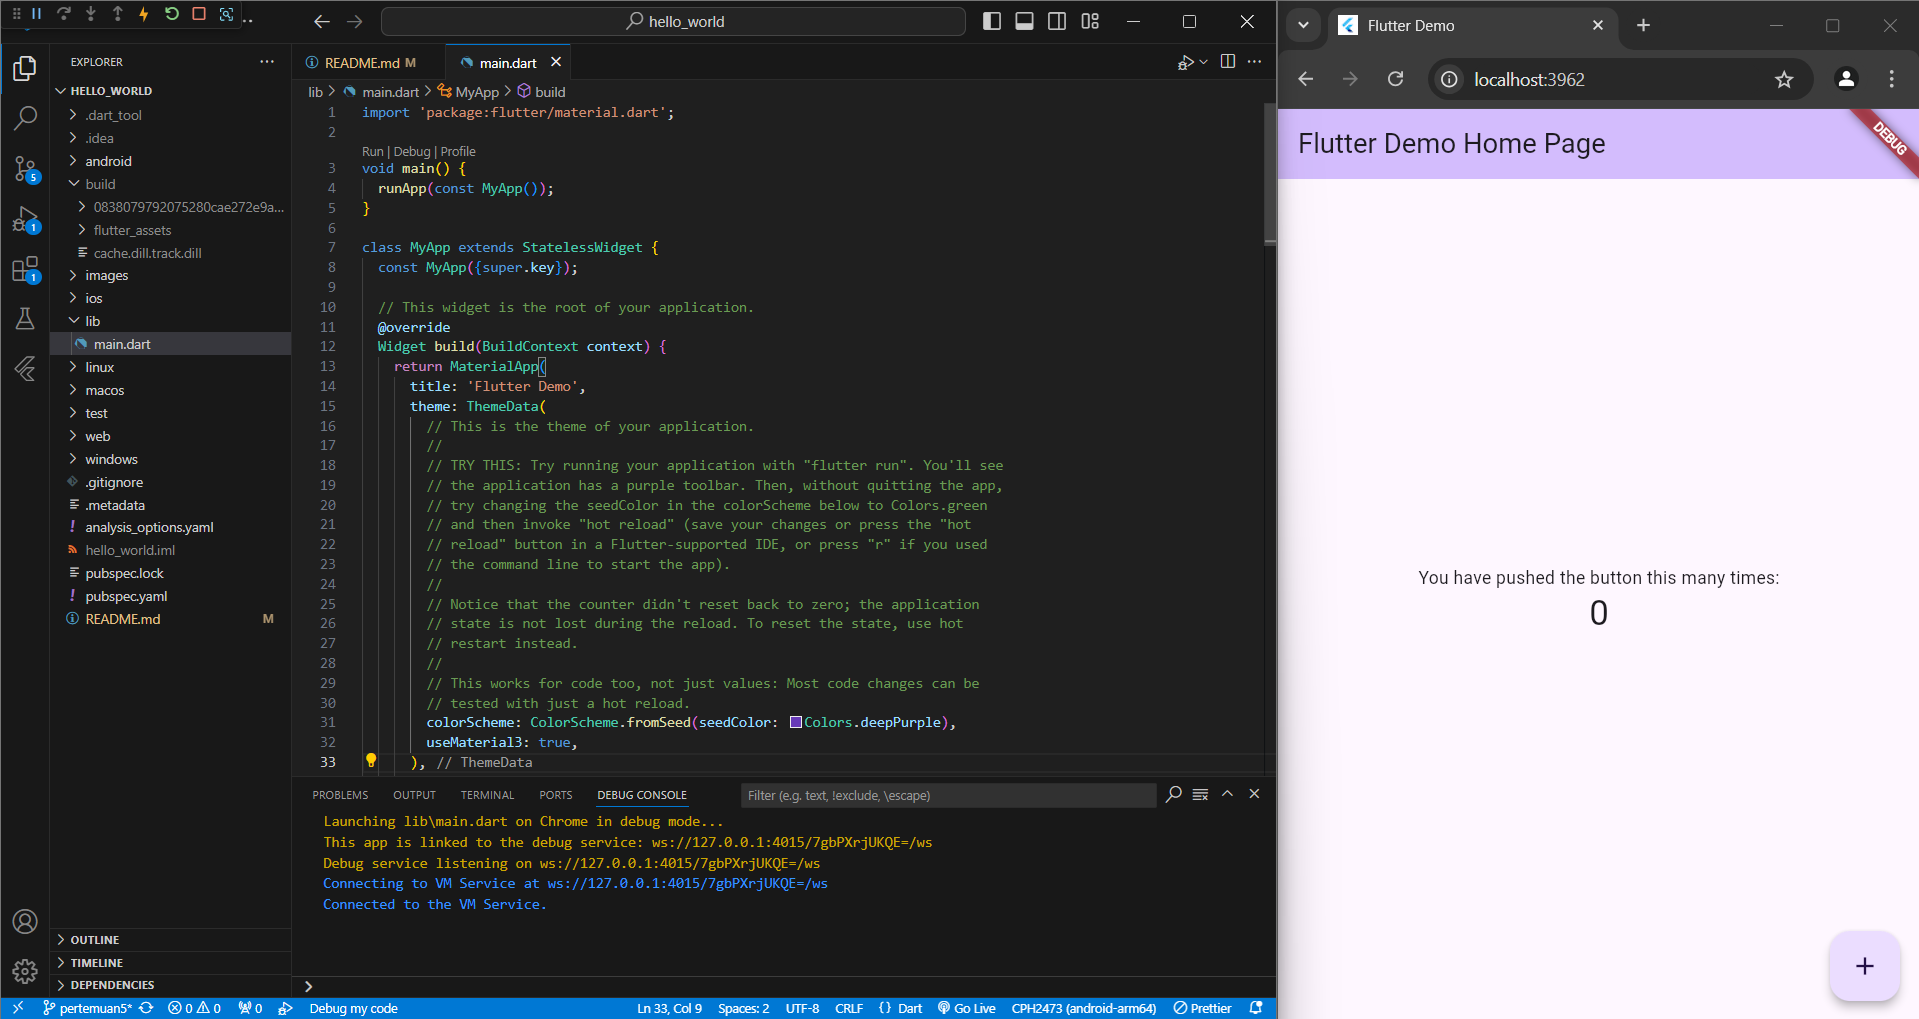 hello_world
EXPLORER
HELLO_WORLD
.dart_tool
.idea
android
build
0838079792075280cae272e9a...
flutter_assets
cache.dill.track.dill
images
ios
lib
main.dart
linux
macos
test
web
windows
.gitignore
.metadata
analysis_options.yaml
hello_world.iml
pubspec.lock
pubspec.yaml
README.md M
OUTLINE
TIMELINE
DEPENDENCIES
5
1
1
README.md M main.dart
lib > main.dart > MyApp > build
1 import 'package:flutter/material.dart';
2
Run | Debug | Profile
3 void main() {
4 runApp(const MyApp());
5 }
6
7 class MyApp extends StatelessWidget {
8 const MyApp({super.key});
9
10 // This widget is the root of your application.
11 @override
12 Widget build(BuildContext context) {
13 return MaterialApp(
14 title: 'Flutter Demo',
15 theme: ThemeData(
16 // This is the theme of your application.
17 //
18 // TRY THIS: Try running your application with "flutter run". You'll see
19 // the application has a purple toolbar. Then, without quitting the app,
20 // try changing the seedColor in the colorScheme below to Colors.green
21 // and then invoke "hot reload" (save your changes or press the "hot
22 // reload" button in a Flutter-supported IDE, or press "r" if you used
23 // the command line to start the app).
24 //
25 // Notice that the counter didn't reset back to zero; the application
26 // state is not lost during the reload. To reset the state, use hot
27 // restart instead.
28 //
29 // This works for code too, not just values: Most code changes can be
30 // tested with just a hot reload.
31 colorScheme: ColorScheme.fromSeed(seedColor: Colors.deepPurple),
32 useMaterial3: true,
33 ), // ThemeData
PROBLEMS OUTPUT TERMINAL PORTS DEBUG CONSOLE Filter (e.g. text, !exclude, \escape)
Launching lib\main.dart on Chrome in debug mode...
This app is linked to the debug service: ws://127.0.0.1:4015/7gbPXrjUKQE=/ws
Debug service listening on ws://127.0.0.1:4015/7gbPXrjUKQE=/ws
Connecting to VM Service at ws://127.0.0.1:4015/7gbPXrjUKQE=/ws
Connected to the VM Service.
pertemuan5* 0 0 0 Debug my code Ln 33, Col 9 Spaces: 2 UTF-8 CRLF {} Dart Go Live CPH2473 (android-arm64) Prettier
Flutter Demo
localhost:3962
Flutter Demo Home Page
DEBUG
You have pushed the button this many times:
0